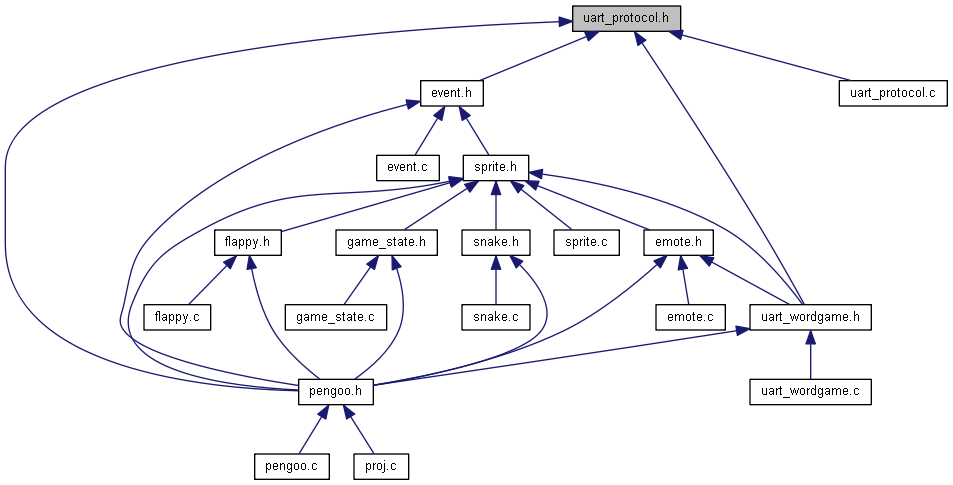 uart_protocol.h
event.h
uart_protocol.c
event.c
sprite.h
flappy.h
game_state.h
snake.h
sprite.c
emote.h
flappy.c
game_state.c
snake.c
emote.c
uart_wordgame.h
pengoo.h
uart_wordgame.c
pengoo.c
proj.c